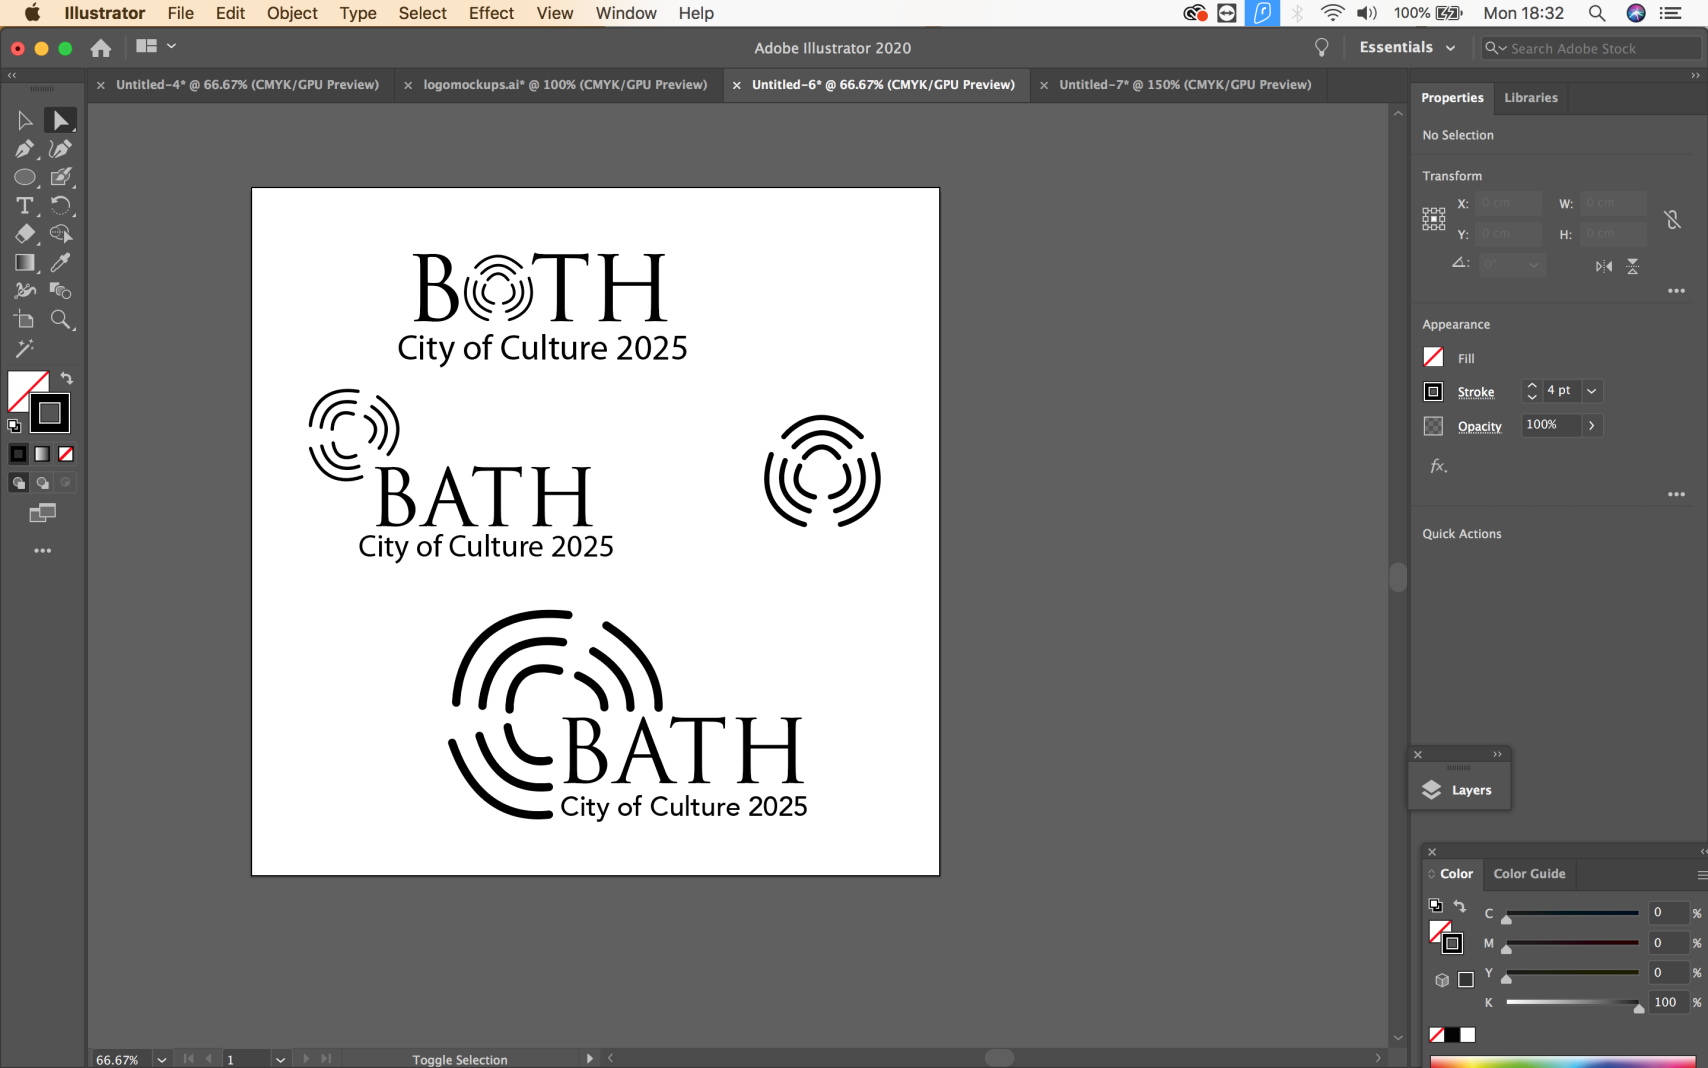 Illustrator File Edit Object Type Select Effect View Window Help 100% Mon 18:32
Adobe Illustrator 2020 Essentials Search Adobe Stock
Untitled-4* @ 66.67% (CMYK/GPU Preview) logomockups.ai* @ 100% (CMYK/GPU Preview) Untitled-6* @ 66.67% (CMYK/GPU Preview) Untitled-7* @ 150% (CMYK/GPU Preview)
Properties Libraries
No Selection
Transform
X: 0 cm W: 0 cm
Y: 0 cm H: 0 cm
0°
Appearance
Fill
Stroke 4 pt
Opacity 100%
fx.
Quick Actions
B TH
City of Culture 2025
BATH
City of Culture 2025
BATH
City of Culture 2025
Layers
Color Color Guide
C 0 %
M 0 %
Y 0 %
K 100 %
66.67% 1 Toggle Selection